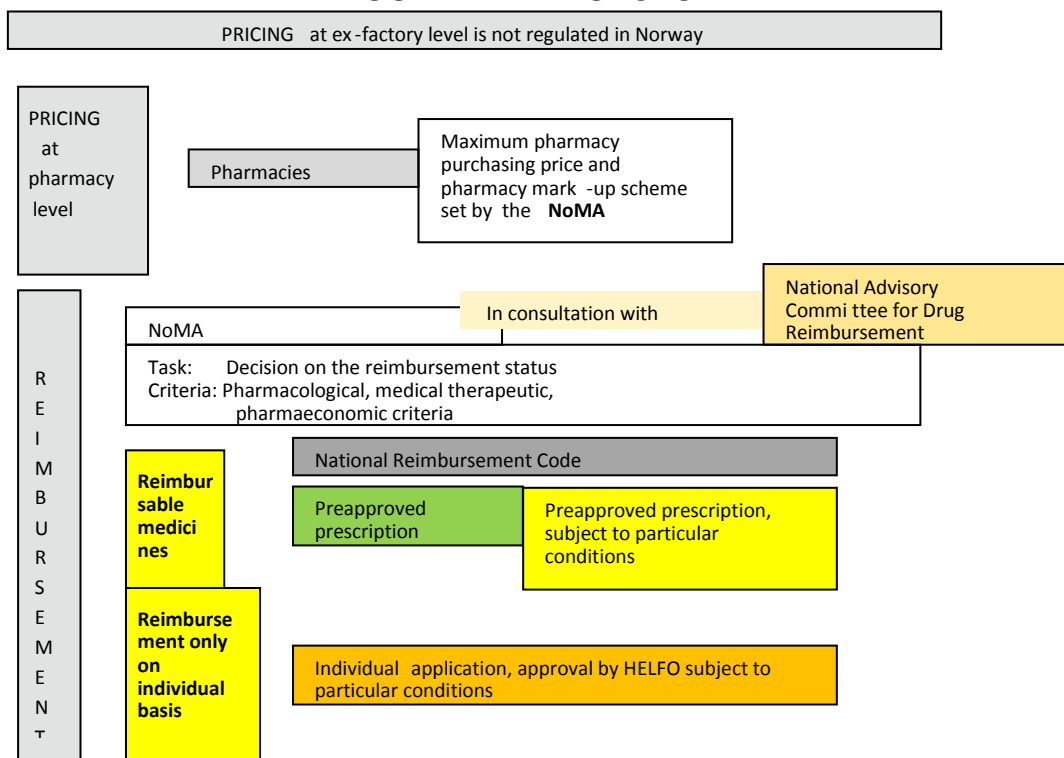 PRICING at ex-factory level is not regulated in Norway
PRICING
at
pharmacy
level
Pharmacies
Maximum pharmacy
purchasing price and
pharmacy mark -up scheme
set by the NoMA
National Advisory
Commi ttee for Drug
Reimbursement
In consultation with
NoMA
Task: Decision on the reimbursement status
Criteria: Pharmacological, medical therapeutic,
pharmaeconomic criteria
R
E
I
M
B
U
R
S
E
M
E
N
T
National Reimbursement Code
Reimbur
sable
medici
nes
Preapproved
prescription
Preapproved prescription,
subject to particular
conditions
Reimburse
ment only
on
individual
basis
Individual application, approval by HELFO subject to
particular conditions